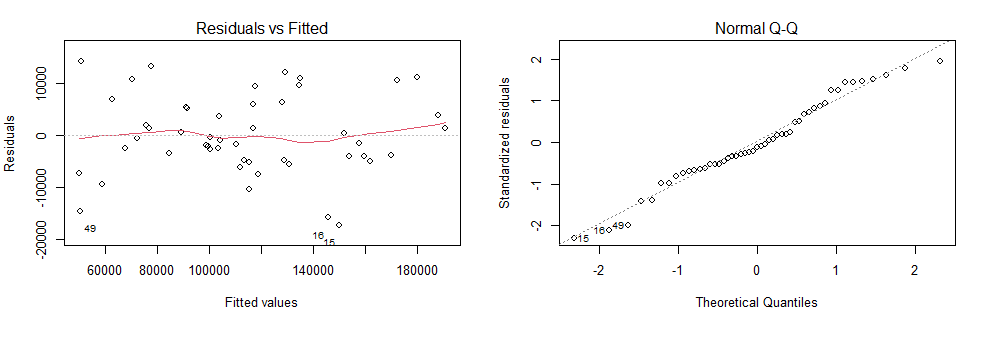 Residuals vs Fitted
Residuals
10000
0
-10000
-20000
49
16
15
60000 80000 100000 140000 180000
Fitted values
Normal Q-Q
Standardized residuals
2
1
0
-1
-2
15
16
49
-2 -1 0 1 2
Theoretical Quantiles